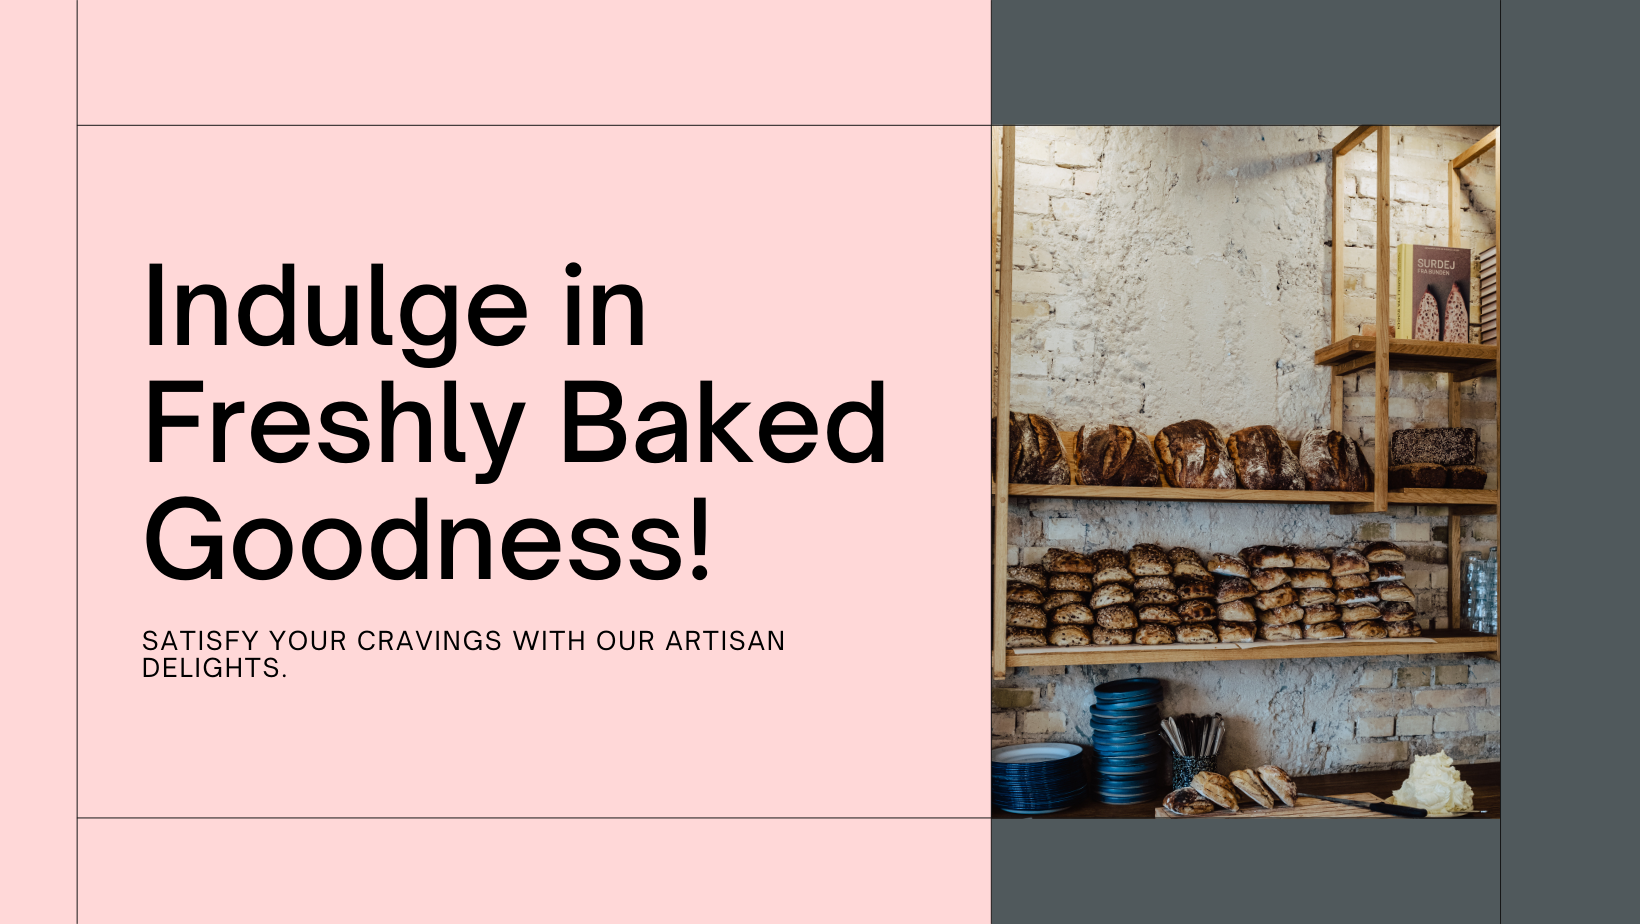 Indulge in
Freshly Baked
Goodness!
SATISFY YOUR CRAVINGS WITH OUR ARTISAN
DELIGHTS.
SURDEJ
FRA BUNDEN